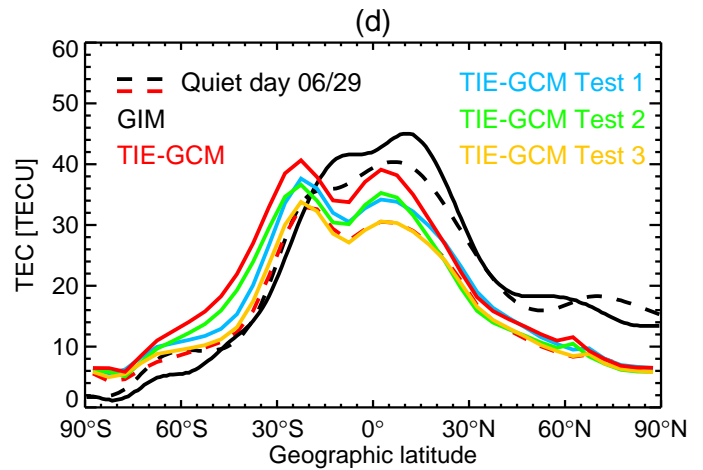 (d)
60
50
40
30
20
10
0
TEC [TECU]
Quiet day 06/29
GIM
TIE-GCM
TIE-GCM Test 1
TIE-GCM Test 2
TIE-GCM Test 3
90°S 60°S 30°S 0° 30°N 60°N 90°N
Geographic latitude